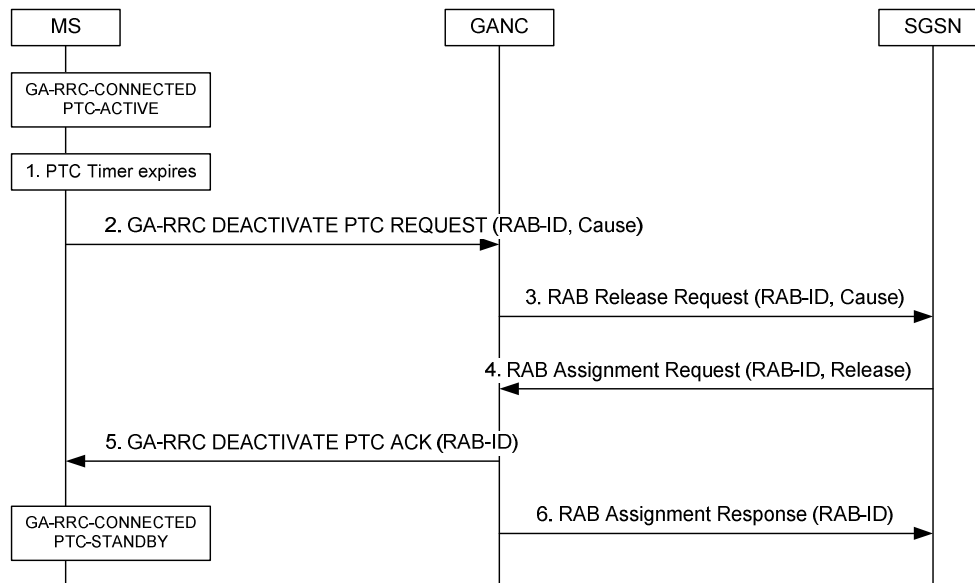 MS
GANC
SGSN
GA-RRC-CONNECTED
PTC-ACTIVE
1. PTC Timer expires
2. GA-RRC DEACTIVATE PTC REQUEST (RAB-ID, Cause)
3. RAB Release Request (RAB-ID, Cause)
4. RAB Assignment Request (RAB-ID, Release)
5. GA-RRC DEACTIVATE PTC ACK (RAB-ID)
GA-RRC-CONNECTED
PTC-STANDBY
6. RAB Assignment Response (RAB-ID)